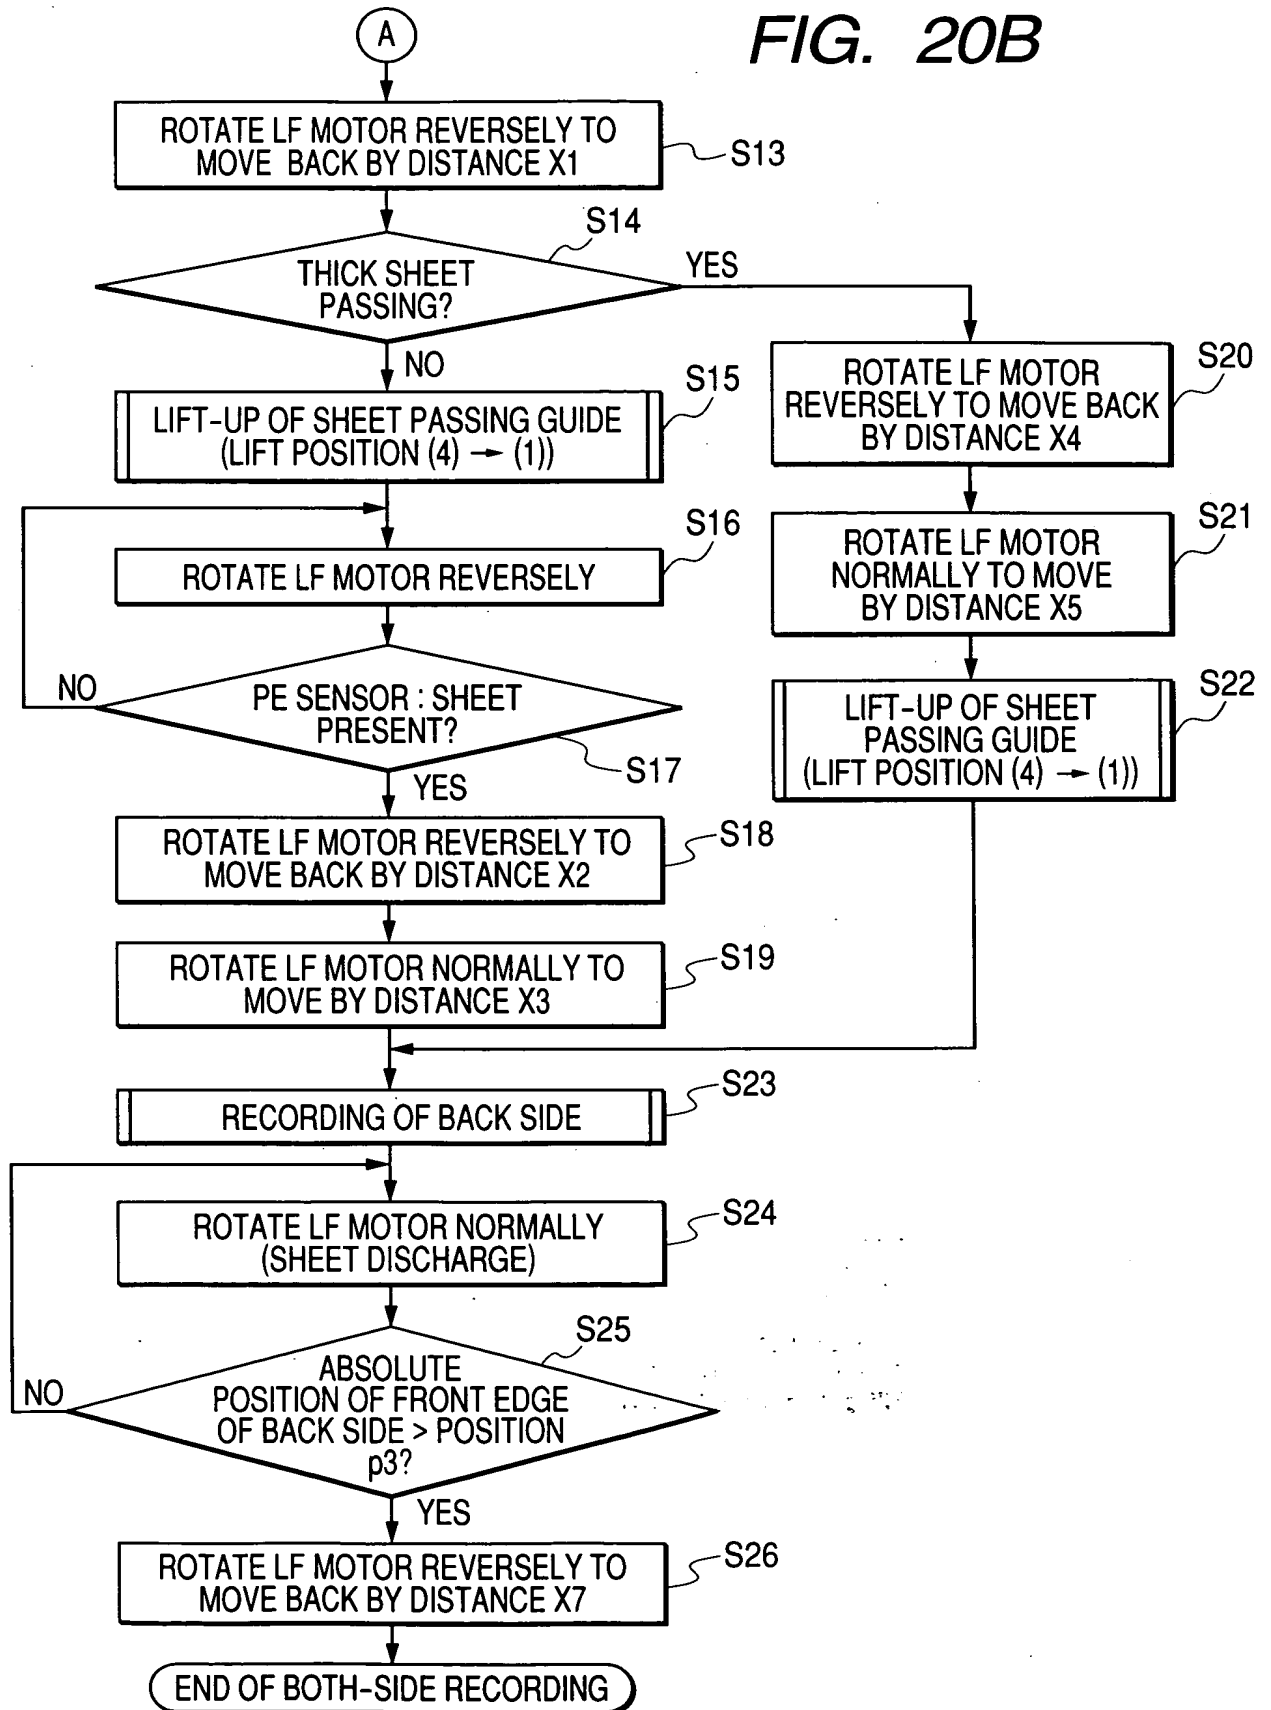 A
FIG. 20B
ROTATE LF MOTOR REVERSELY TO
MOVE BACK BY DISTANCE X1
S13
S14
THICK SHEET
PASSING?
YES
NO
S15
LIFT-UP OF SHEET PASSING GUIDE
(LIFT POSITION (4) → (1))
S16
ROTATE LF MOTOR REVERSELY
NO
PE SENSOR : SHEET
PRESENT?
S17
YES
ROTATE LF MOTOR REVERSELY TO
MOVE BACK BY DISTANCE X2
S18
ROTATE LF MOTOR NORMALLY TO
MOVE BY DISTANCE X3
S19
S20
ROTATE LF MOTOR
REVERSELY TO MOVE BACK
BY DISTANCE X4
S21
ROTATE LF MOTOR
NORMALLY TO MOVE
BY DISTANCE X5
S22
LIFT-UP OF SHEET
PASSING GUIDE
(LIFT POSITION (4) → (1))
S23
RECORDING OF BACK SIDE
S24
ROTATE LF MOTOR NORMALLY
(SHEET DISCHARGE)
S25
ABSOLUTE
POSITION OF FRONT EDGE
OF BACK SIDE > POSITION
p3?
NO
YES
ROTATE LF MOTOR REVERSELY TO
MOVE BACK BY DISTANCE X7
S26
END OF BOTH-SIDE RECORDING